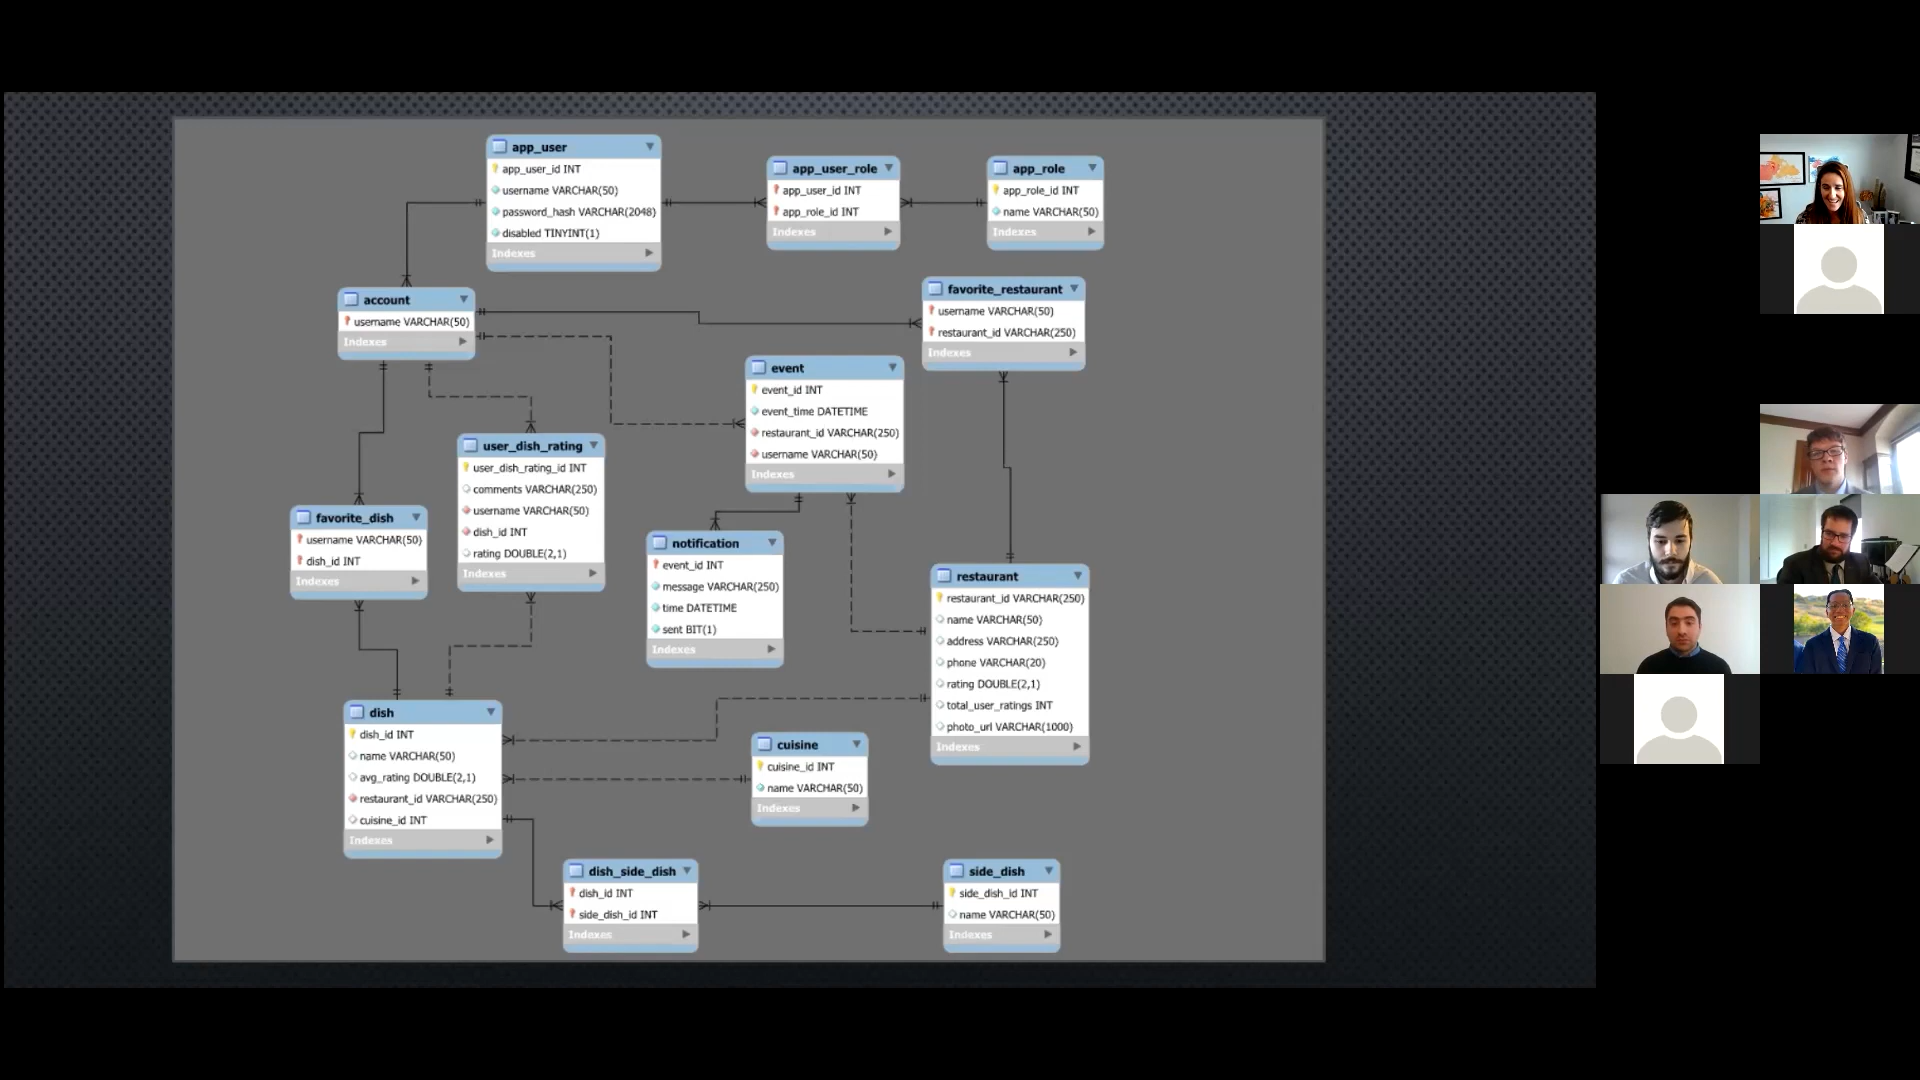 app_user
app_user_id INT
username VARCHAR(50)
password_hash VARCHAR(2048)
disabled TINYINT(1)
Indexes
app_user_role
app_user_id INT
app_role_id INT
Indexes
app_role
app_role_id INT
name VARCHAR(50)
Indexes
account
username VARCHAR(50)
Indexes
favorite_restaurant
username VARCHAR(50)
restaurant_id VARCHAR(250)
Indexes
event
event_id INT
event_time DATETIME
restaurant_id VARCHAR(250)
username VARCHAR(50)
Indexes
user_dish_rating
user_dish_rating_id INT
comments VARCHAR(250)
username VARCHAR(50)
dish_id INT
rating DOUBLE(2,1)
Indexes
favorite_dish
username VARCHAR(50)
dish_id INT
Indexes
notification
event_id INT
message VARCHAR(250)
time DATETIME
sent BIT(1)
Indexes
restaurant
restaurant_id VARCHAR(250)
name VARCHAR(50)
address VARCHAR(250)
phone VARCHAR(20)
rating DOUBLE(2,1)
total_user_ratings INT
photo_url VARCHAR(1000)
Indexes
dish
dish_id INT
name VARCHAR(50)
avg_rating DOUBLE(2,1)
restaurant_id VARCHAR(250)
cuisine_id INT
Indexes
cuisine
cuisine_id INT
name VARCHAR(50)
Indexes
dish_side_dish
dish_id INT
side_dish_id INT
Indexes
side_dish
side_dish_id INT
name VARCHAR(50)
Indexes